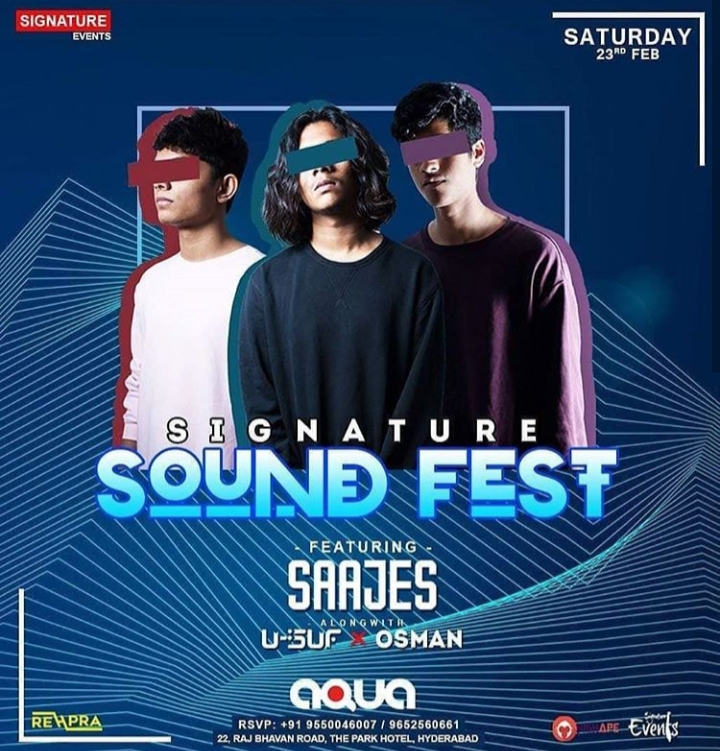 SIGNATURE
EVENTS
SATURDAY
23RD FEB
SIGNATURE
SOUND FEST
- FEATURING -
SAAJES
- ALONGWITH -
U-SUF X OSMAN
aqua
RSVP: +91 9550046007 / 9652560661
22, RAJ BHAVAN ROAD, THE PARK HOTEL, HYDERABAD
APE
Events